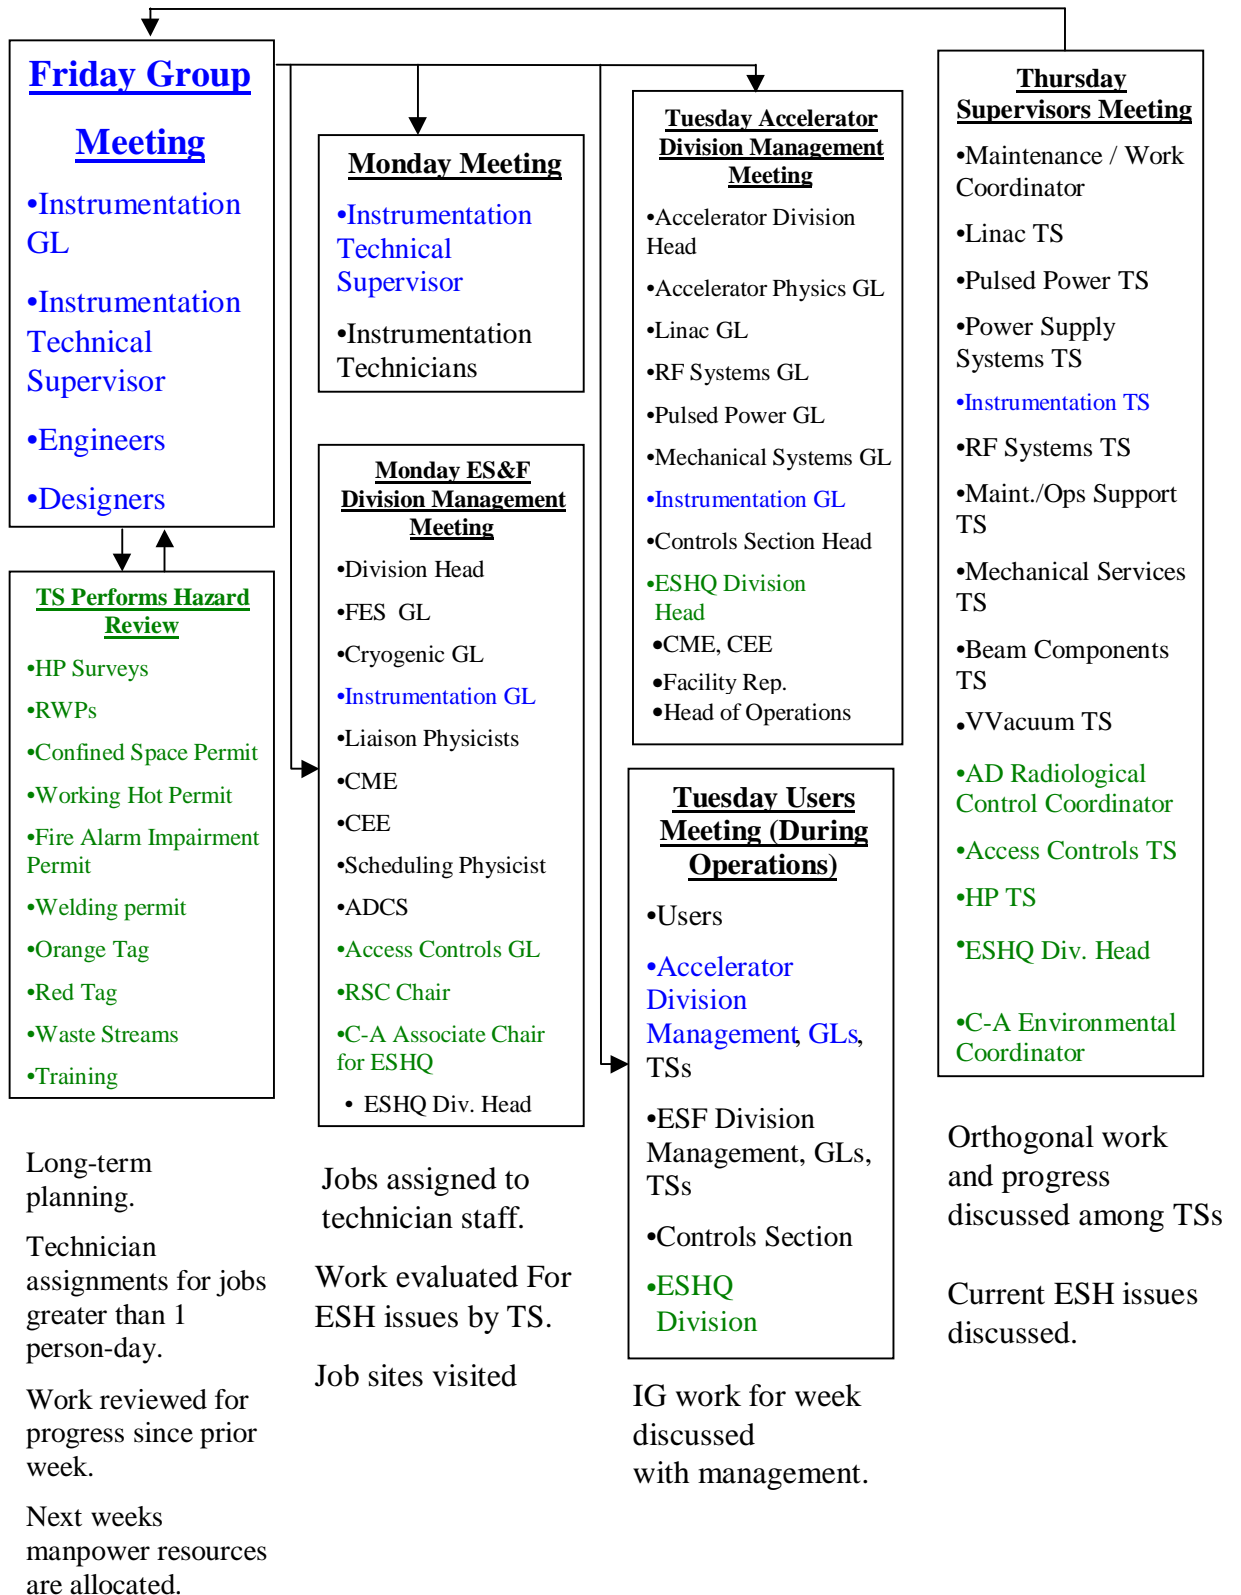 Friday Group
Meeting
•Instrumentation
GL
•Instrumentation
Technical
Supervisor
•Engineers
•Designers
TS Performs Hazard
Review
•HP Surveys
•RWPs
•Confined Space Permit
•Working Hot Permit
•Fire Alarm Impairment
Permit
•Welding permit
•Orange Tag
•Red Tag
•Waste Streams
•Training
Long-term
planning.
Technician
assignments for jobs
greater than 1
person-day.
Work reviewed for
progress since prior
week.
Next weeks
manpower resources
are allocated.
Monday Meeting
•Instrumentation
Technical
Supervisor
•Instrumentation
Technicians
Monday ES&F
Division Management
Meeting
•Division Head
•FES GL
•Cryogenic GL
•Instrumentation GL
•Liaison Physicists
•CME
•CEE
•Scheduling Physicist
•ADCS
•Access Controls GL
•RSC Chair
•C-A Associate Chair
for ESHQ
• ESHQ Div. Head
Jobs assigned to
technician staff.
Work evaluated For
ESH issues by TS.
Job sites visited
Tuesday Accelerator
Division Management
Meeting
•Accelerator Division
Head
•Accelerator Physics GL
•Linac GL
•RF Systems GL
•Pulsed Power GL
•Mechanical Systems GL
•Instrumentation GL
•Controls Section Head
•ESHQ Division
Head
•CME, CEE
•Facility Rep.
•Head of Operations
Tuesday Users
Meeting (During
Operations)
•Users
•Accelerator
Division
Management, GLs,
TSs
•ESF Division
Management, GLs,
TSs
•Controls Section
•ESHQ
Division
IG work for week
discussed
with management.
Thursday
Supervisors Meeting
•Maintenance / Work
Coordinator
•Linac TS
•Pulsed Power TS
•Power Supply
Systems TS
•Instrumentation TS
•RF Systems TS
•Maint./Ops Support
TS
•Mechanical Services
TS
•Beam Components
TS
•VVacuum TS
•AD Radiological
Control Coordinator
•Access Controls TS
•HP TS
•ESHQ Div. Head
•C-A Environmental
Coordinator
Orthogonal work
and progress
discussed among TSs
Current ESH issues
discussed.